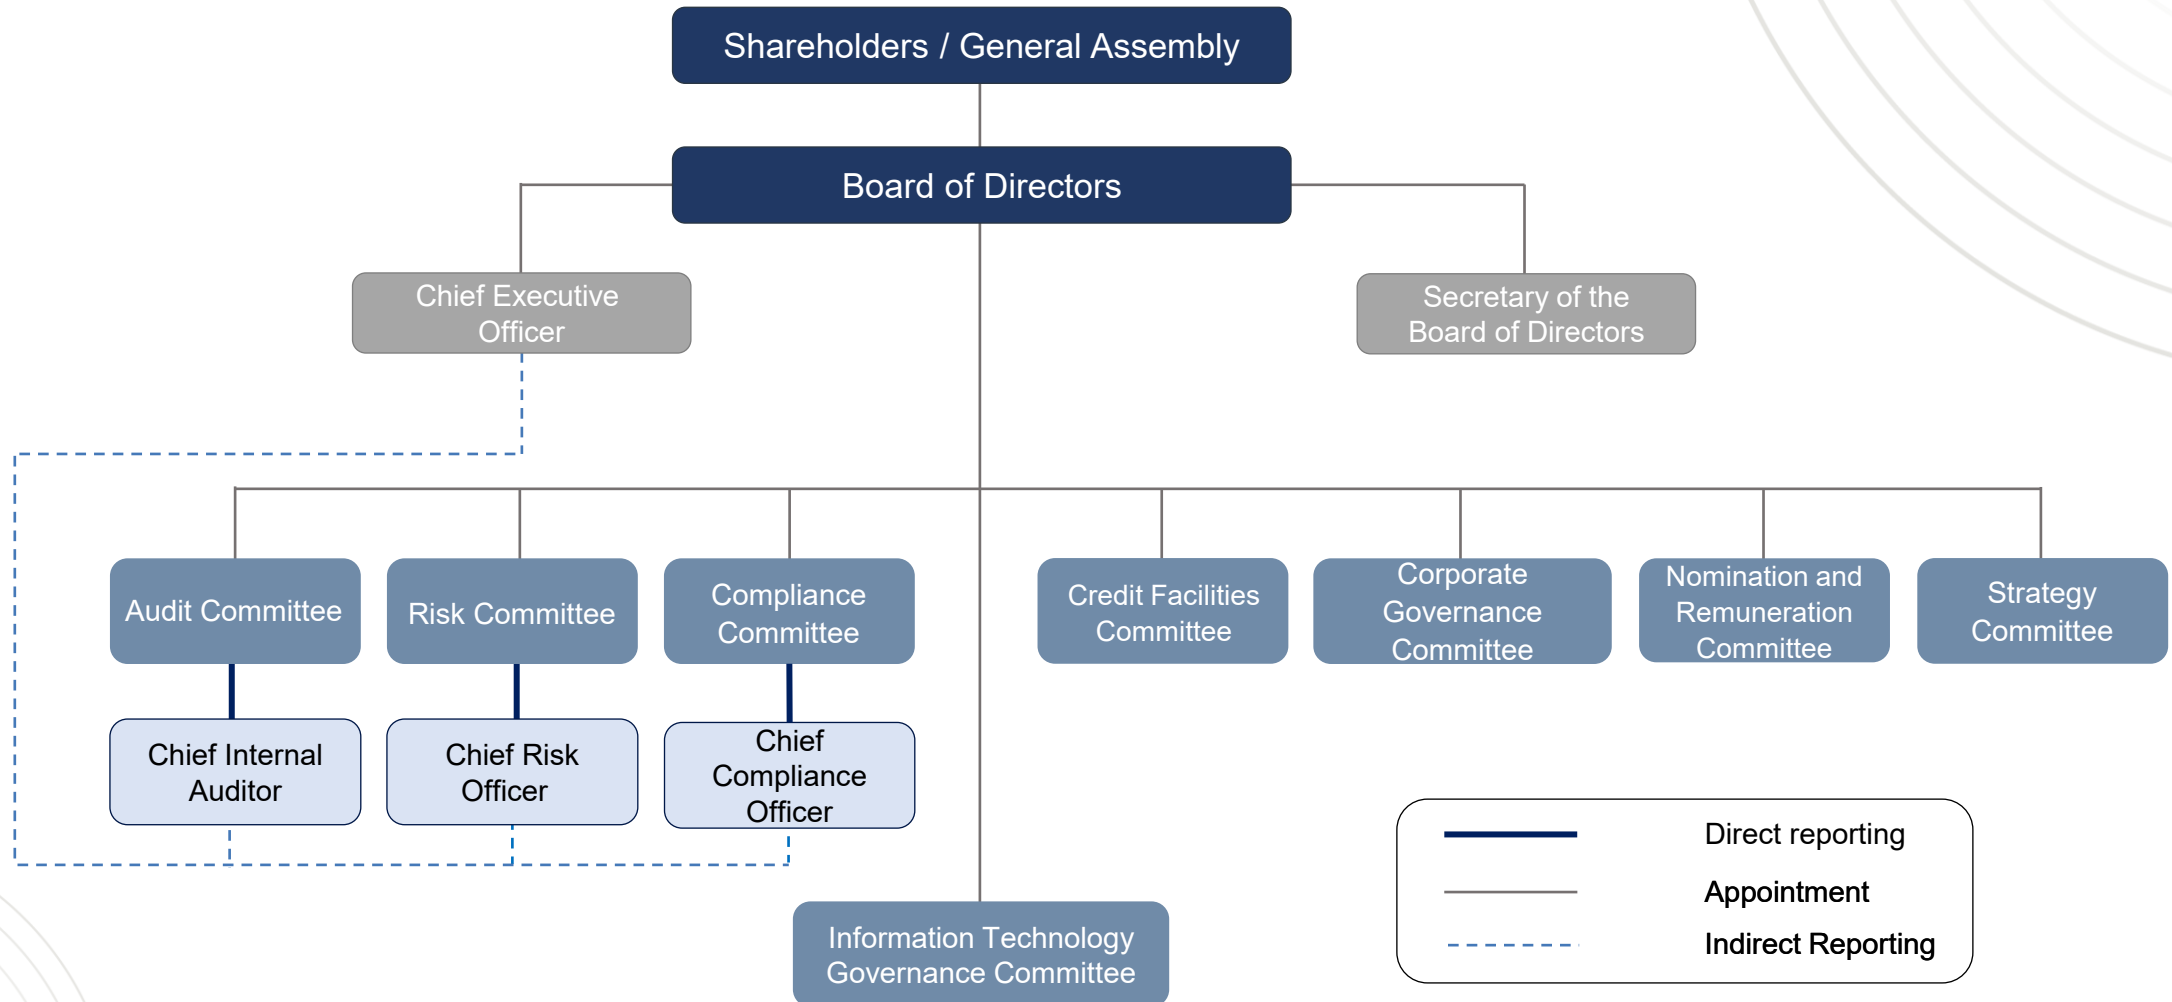 Shareholders / General Assembly
Board of Directors
Chief Executive
Officer
Secretary of the
Board of Directors
Audit Committee
Risk Committee
Compliance
Committee
Credit Facilities
Committee
Corporate
Governance
Committee
Nomination and
Remuneration
Committee
Strategy
Committee
Chief Internal
Auditor
Chief Risk
Officer
Chief
Compliance
Officer
Direct reporting
Appointment
Indirect Reporting
Information Technology
Governance Committee